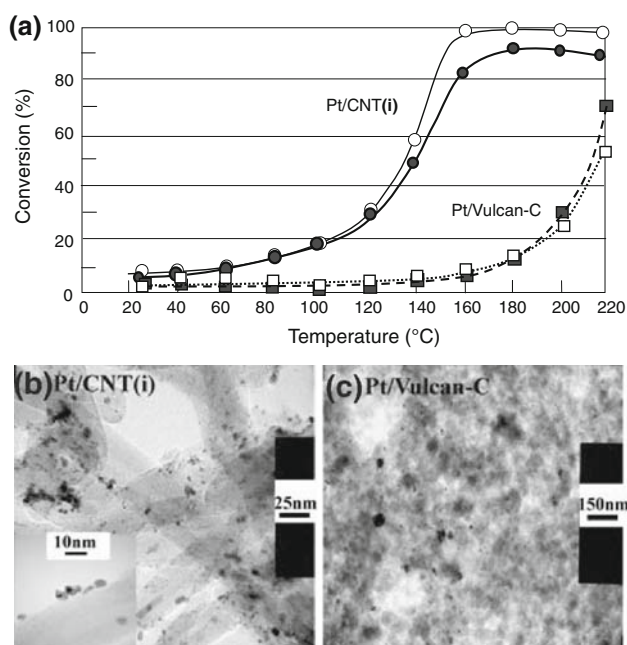 (a)
100
80
60
40
20
0
Conversion (%)
Pt/CNT(i)
Pt/Vulcan-C
0 20 40 60 80 100 120 140 160 180 200 220
Temperature (°C)
(b) Pt/CNT(i)
25nm
10nm
(c) Pt/Vulcan-C
150nm